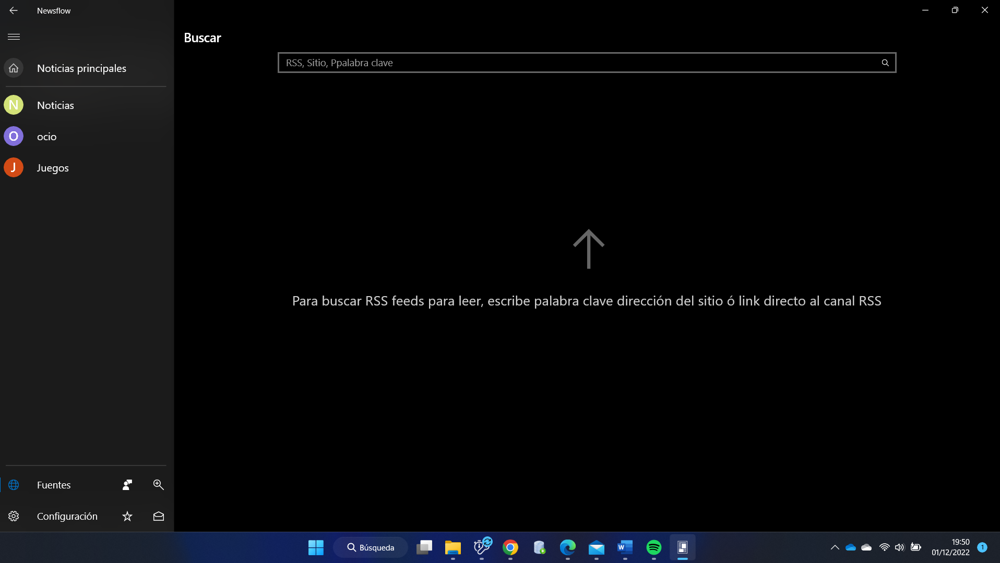 Newsflow
Buscar
RSS, Sitio, Ppalabra clave
Noticias principales
N Noticias
O ocio
J Juegos
Para buscar RSS feeds para leer, escribe palabra clave dirección del sitio ó link directo al canal RSS
Fuentes
Configuración
Búsqueda
W
19:50
01/12/2022
1